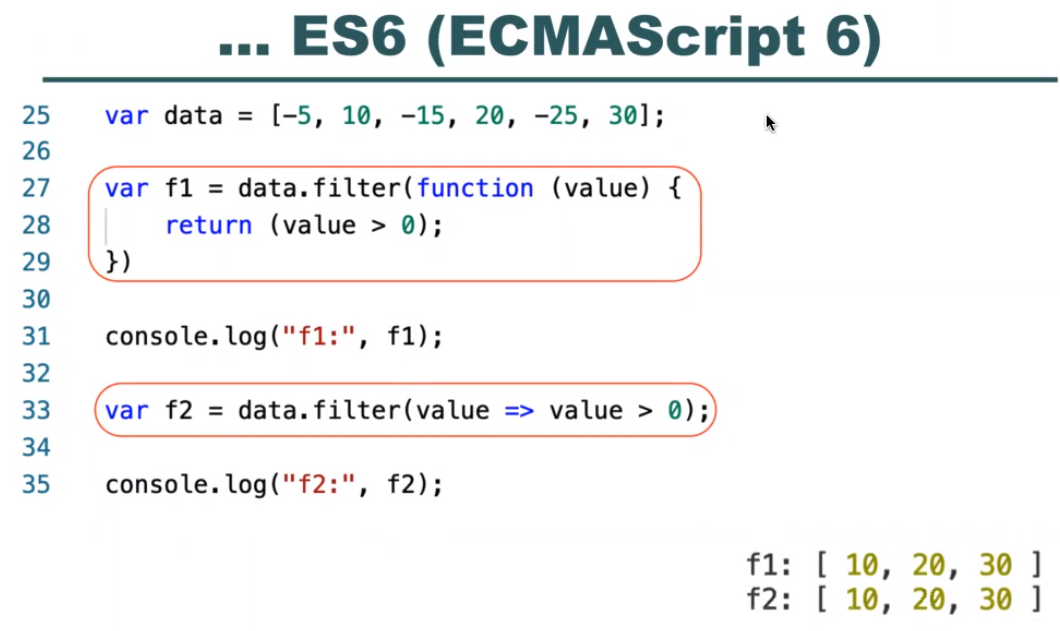 ... ES6 (ECMAScript 6)
25 var data = [-5, 10, -15, 20, -25, 30];
26
27 var f1 = data.filter(function (value) {
28 return (value > 0);
29 })
30
31 console.log("f1:", f1);
32
33 var f2 = data.filter(value => value > 0);
34
35 console.log("f2:", f2);
f1: [ 10, 20, 30 ]
f2: [ 10, 20, 30 ]